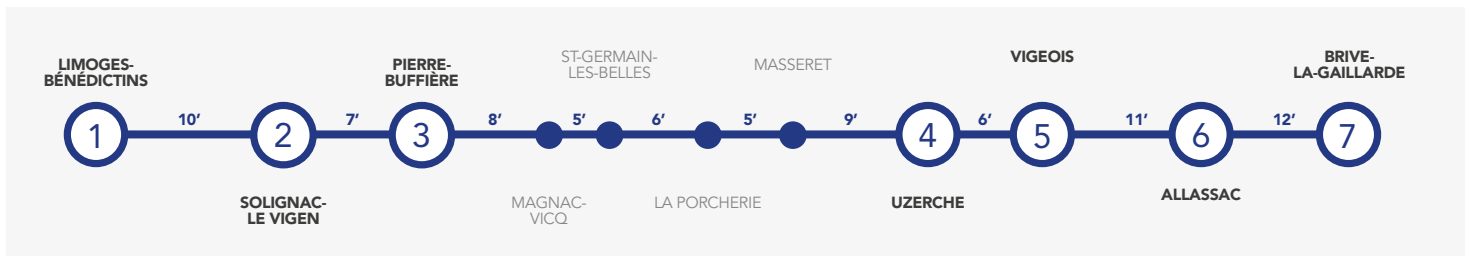 LIMOGES-
BÉNÉDICTINS
PIERRE-
BUFFIÈRE
ST-GERMAIN-
LES-BELLES
MASSERET
VIGEOIS
BRIVE-
LA-GAILLARDE
1 10’ 2 7’ 3 8’ 5’ 6’ 5’ 9’ 4 6’ 5 11’ 6 12’ 7
SOLIGNAC-
LE VIGEN
MAGNAC-
VICQ
LA PORCHERIE
UZERCHE
ALLASSAC